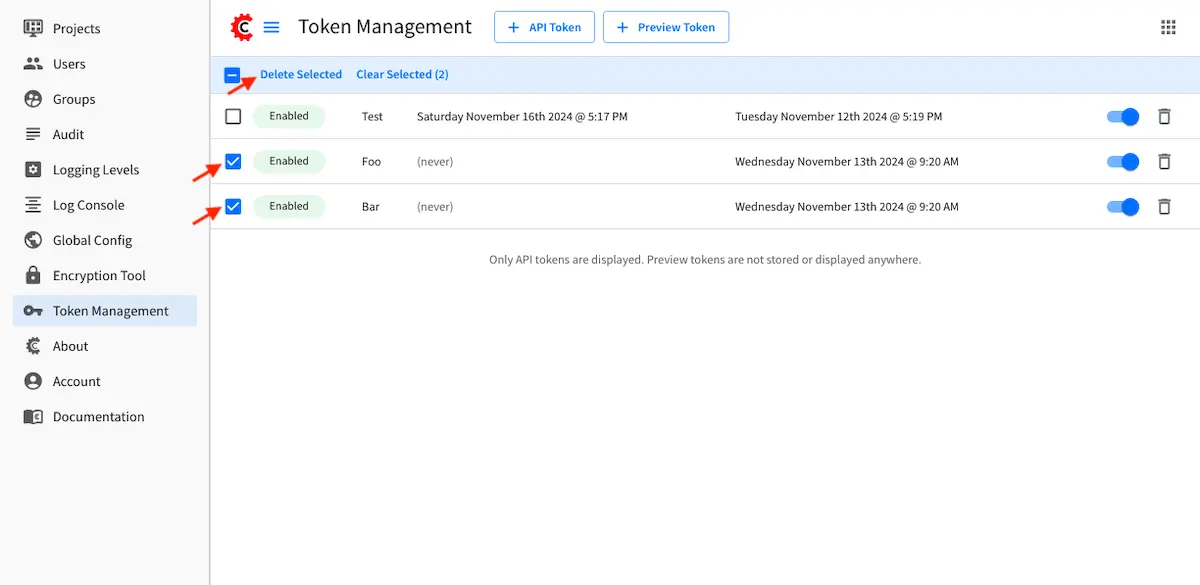 Projects
Users
Groups
Audit
Logging Levels
Log Console
Global Config
Encryption Tool
Token Management
About
Account
Documentation
Token Management
API Token
Preview Token
Delete Selected Clear Selected (2)
Enabled Test Saturday November 16th 2024 @ 5:17 PM Tuesday November 12th 2024 @ 5:19 PM
Enabled Foo (never) Wednesday November 13th 2024 @ 9:20 AM
Enabled Bar (never) Wednesday November 13th 2024 @ 9:20 AM
Only API tokens are displayed. Preview tokens are not stored or displayed anywhere.